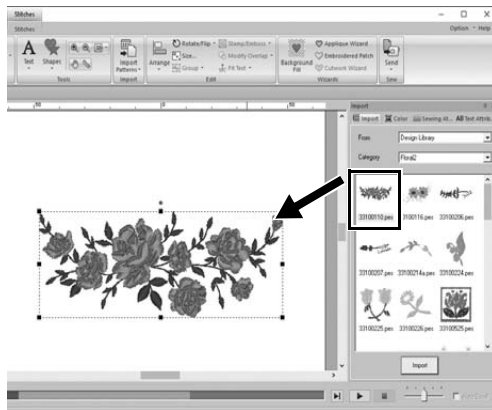 Stitches
Stitches
Option
Help
Text
Shapes
Tools
Import
Patterns
Import
Arrange
Rotate/Flip
Stamp/Emboss
Size...
Modify Overlap
Group
Fit Text
Edit
Background
Fill
Applique Wizard
Embroidered Patch
Cutwork Wizard
Wizards
Send
Sew
Import
Import Color Sewing At... Text Attrib.
From Design Library
Category Floral2
33100110.pes 33100116.pes 33100206.pes
33100207.pes 33100214a.pes 33100224.pes
33100225.pes 33100226.pes 33100525.pes
Import